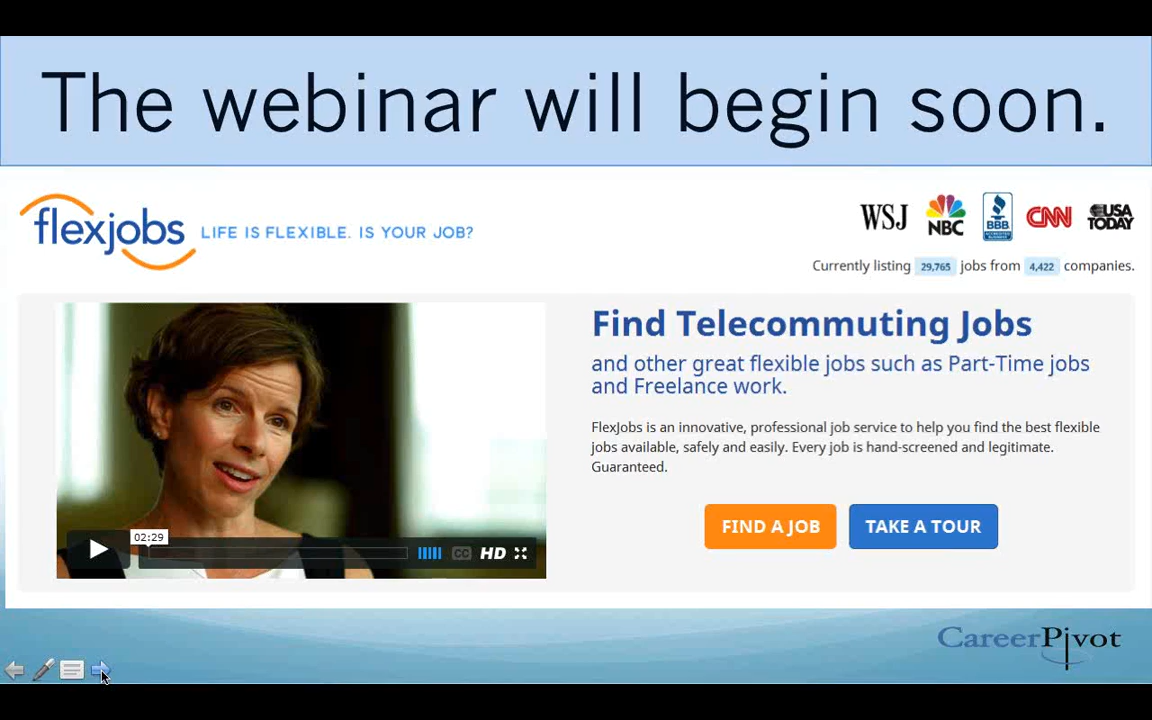 The webinar will begin soon.
flexjobs LIFE IS FLEXIBLE. IS YOUR JOB?
WSJ NBC BBB CNN USA TODAY
Currently listing 29,765 jobs from 4,422 companies.
Find Telecommuting Jobs
and other great flexible jobs such as Part-Time jobs
and Freelance work.
FlexJobs is an innovative, professional job service to help you find the best flexible
jobs available, safely and easily. Every job is hand-screened and legitimate.
Guaranteed.
FIND A JOB TAKE A TOUR
02:29
CC HD
CareerPivot